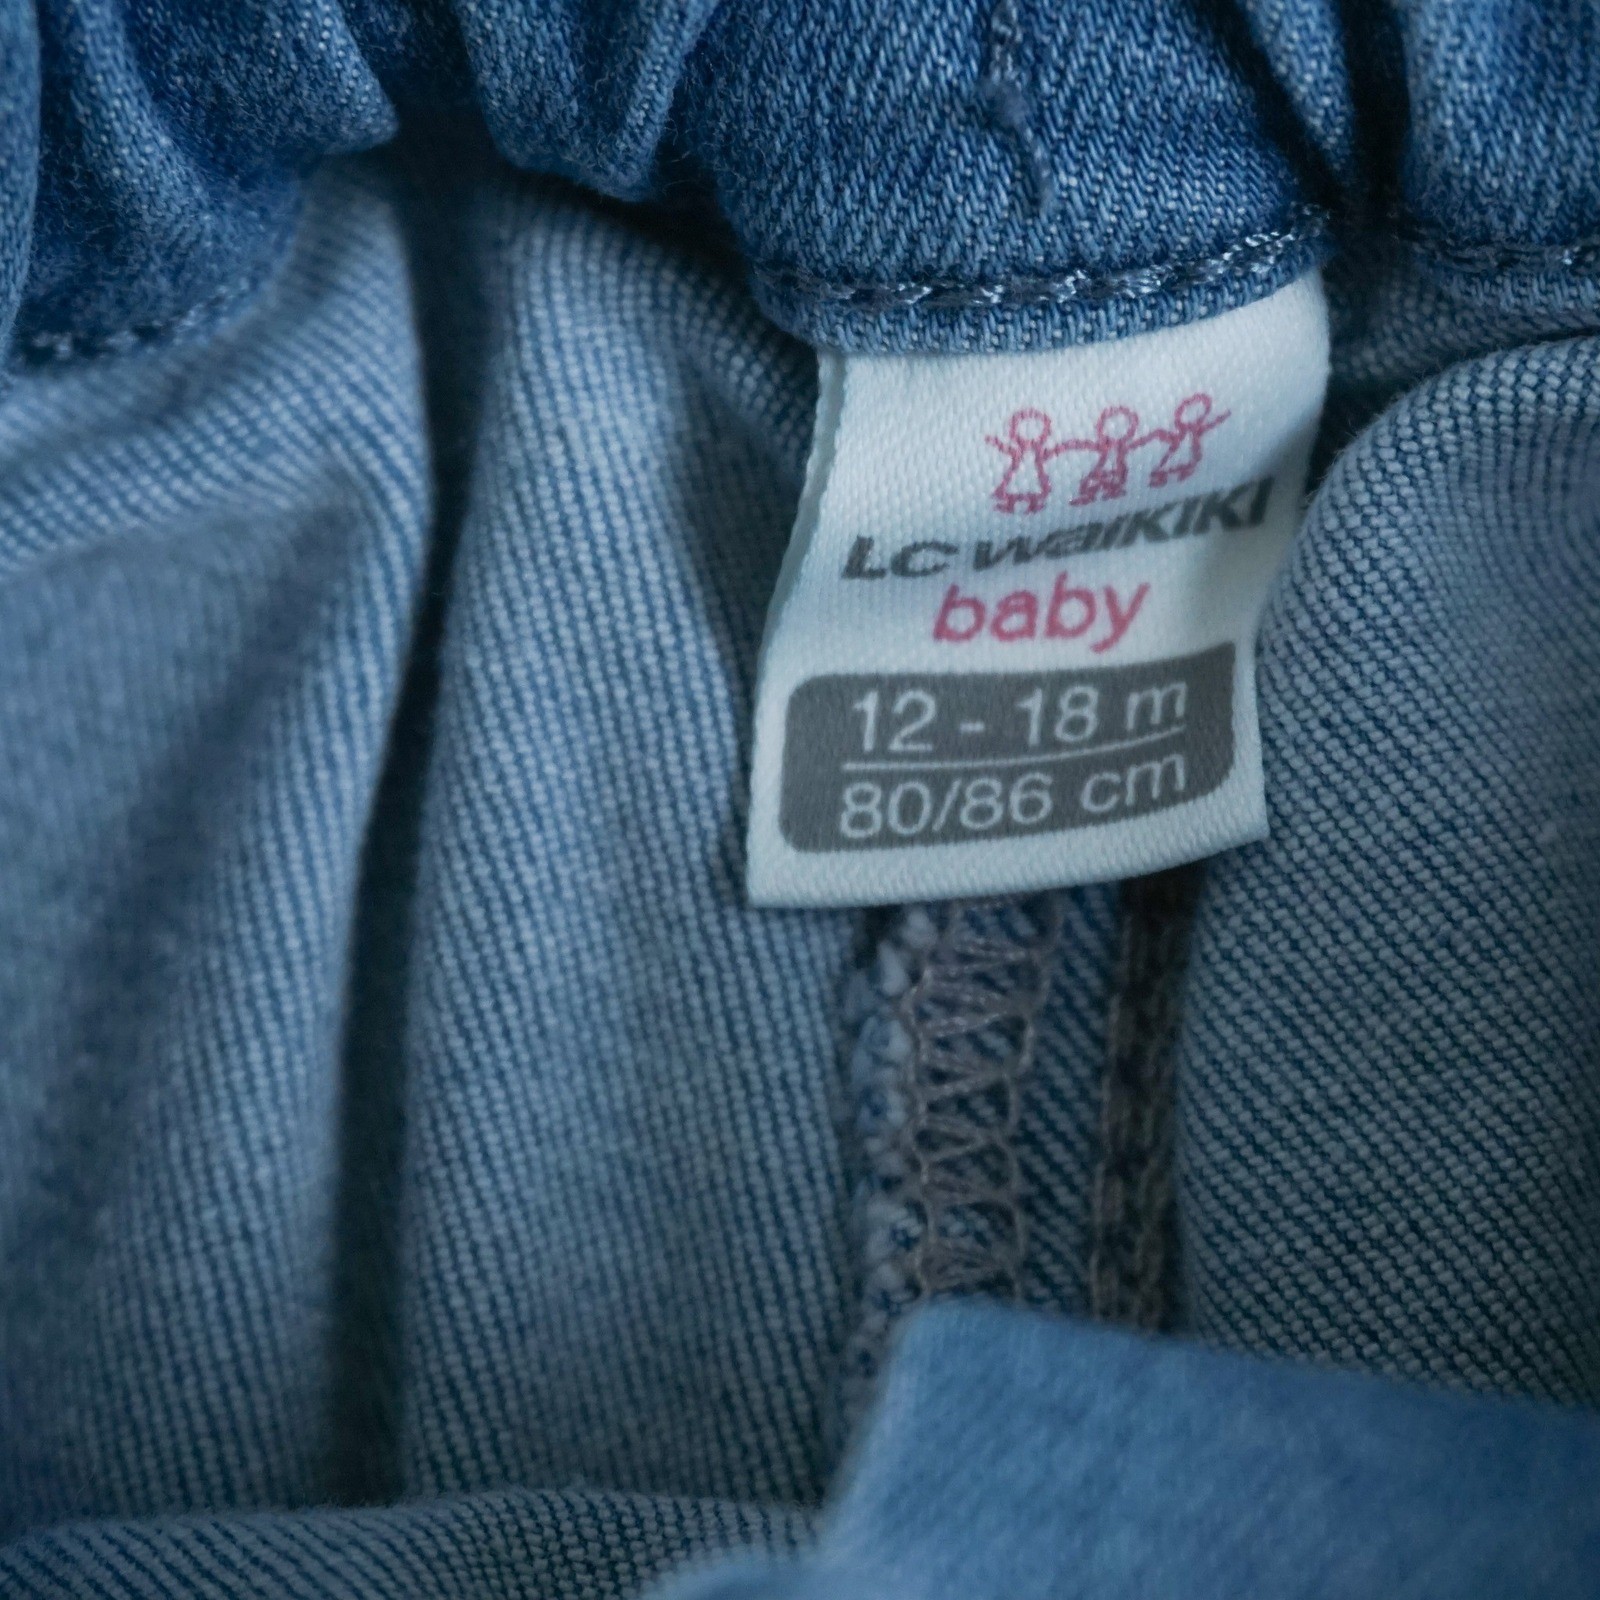 LC waikiki
baby
12 - 18 m
80/86 cm